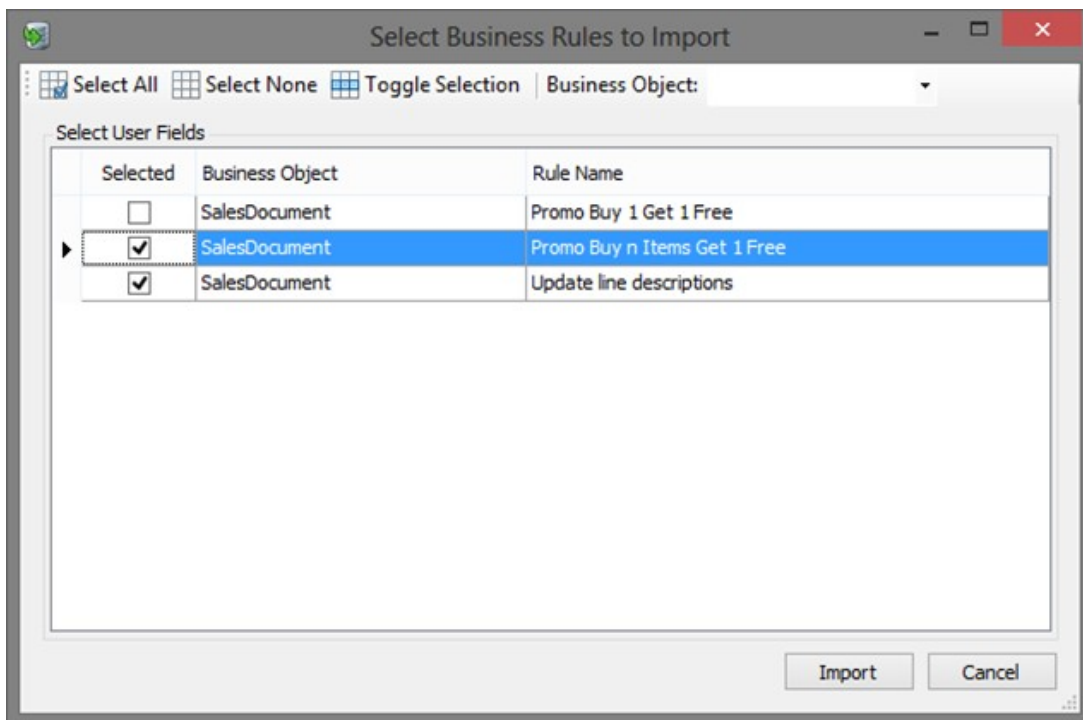 Select Business Rules to Import
Select All Select None Toggle Selection Business Object:
Select User Fields
Selected Business Object Rule Name
SalesDocument Promo Buy 1 Get 1 Free
SalesDocument Promo Buy n Items Get 1 Free
SalesDocument Update line descriptions
Import Cancel